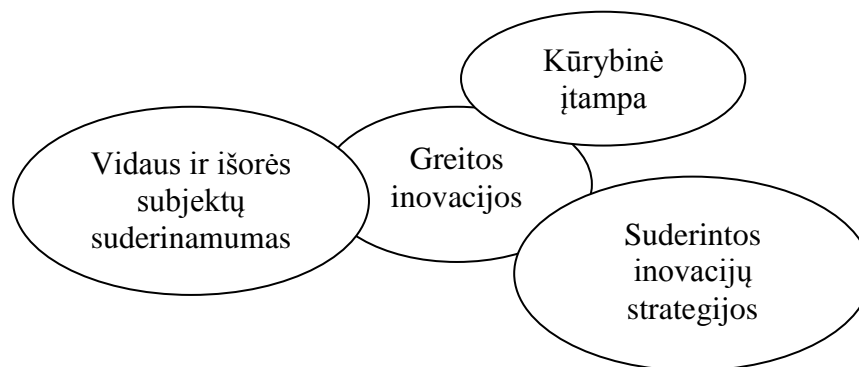 Kūrybinė
įtampa
Vidaus ir išorės
subjektų
suderinamumas
Greitos
inovacijos
Suderintos
inovacijų
strategijos